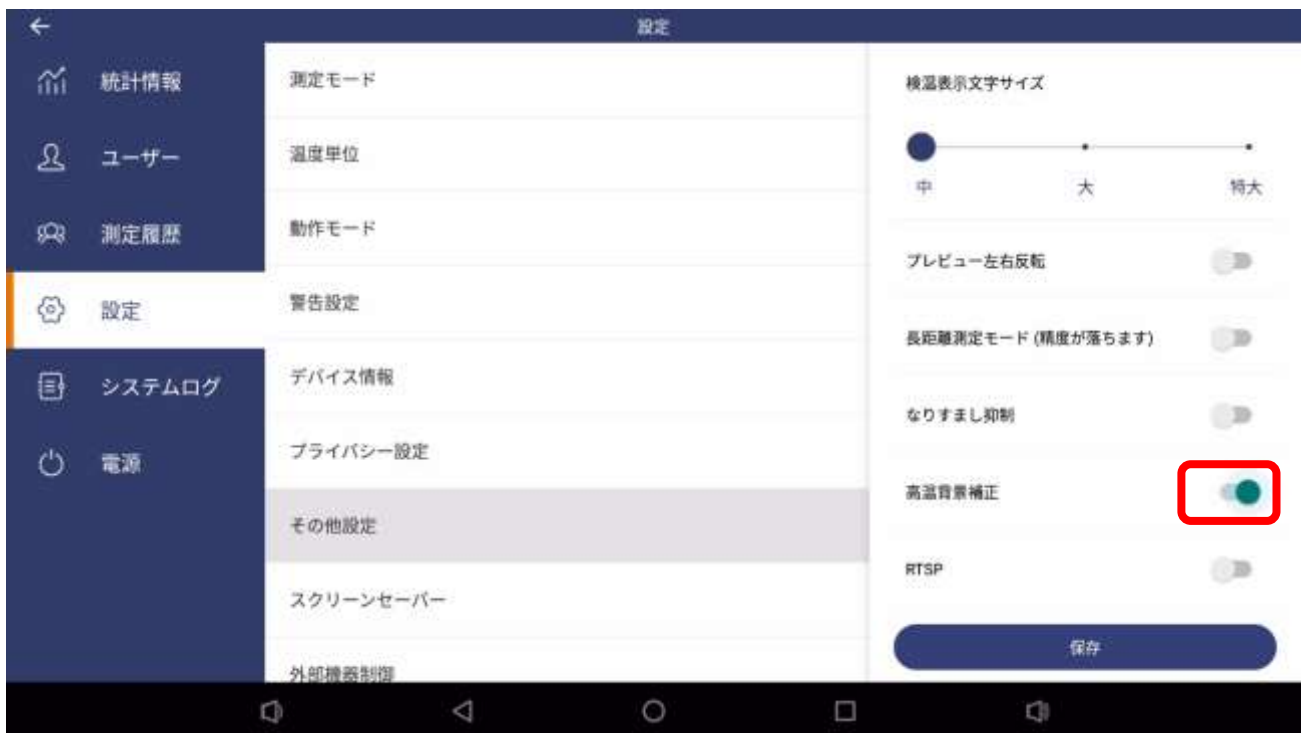 設定
統計情報
ユーザー
測定履歴
設定
システムログ
電源
測定モード
温度単位
動作モード
警告設定
デバイス情報
プライバシー設定
その他設定
スクリーンセーバー
外部機器制御
検温表示文字サイズ
中 大 特大
プレビュー左右反転
長距離測定モード (精度が落ちます)
なりすまし抑制
高温背景補正
RTSP
保存